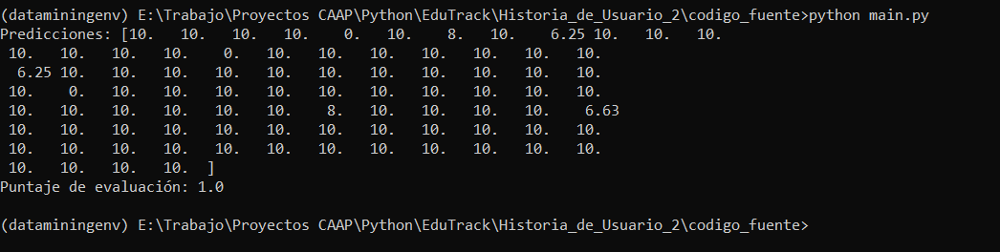 (dataminingenv) E:\Trabajo\Proyectos CAAP\Python\EduTrack\Historia_de_Usuario_2\codigo_fuente>python main.py
Predicciones: [10.   10.   10.   10.    0.   10.    8.   10.    6.25 10.   10.   10.
 10.   10.   10.   10.    0.   10.   10.   10.   10.   10.   10.   10.
  6.25 10.   10.   10.   10.   10.   10.   10.   10.   10.   10.   10.
 10.    0.   10.   10.   10.   10.   10.   10.   10.   10.   10.   10.
 10.   10.   10.   10.   10.   10.    8.   10.   10.   10.   10.    6.63
 10.   10.   10.   10.   10.   10.   10.   10.   10.   10.   10.   10.
 10.   10.   10.   10.   10.   10.   10.   10.   10.   10.   10.   10.
 10.   10.   10.   10.  ]
Puntaje de evaluación: 1.0
(dataminingenv) E:\Trabajo\Proyectos CAAP\Python\EduTrack\Historia_de_Usuario_2\codigo_fuente>